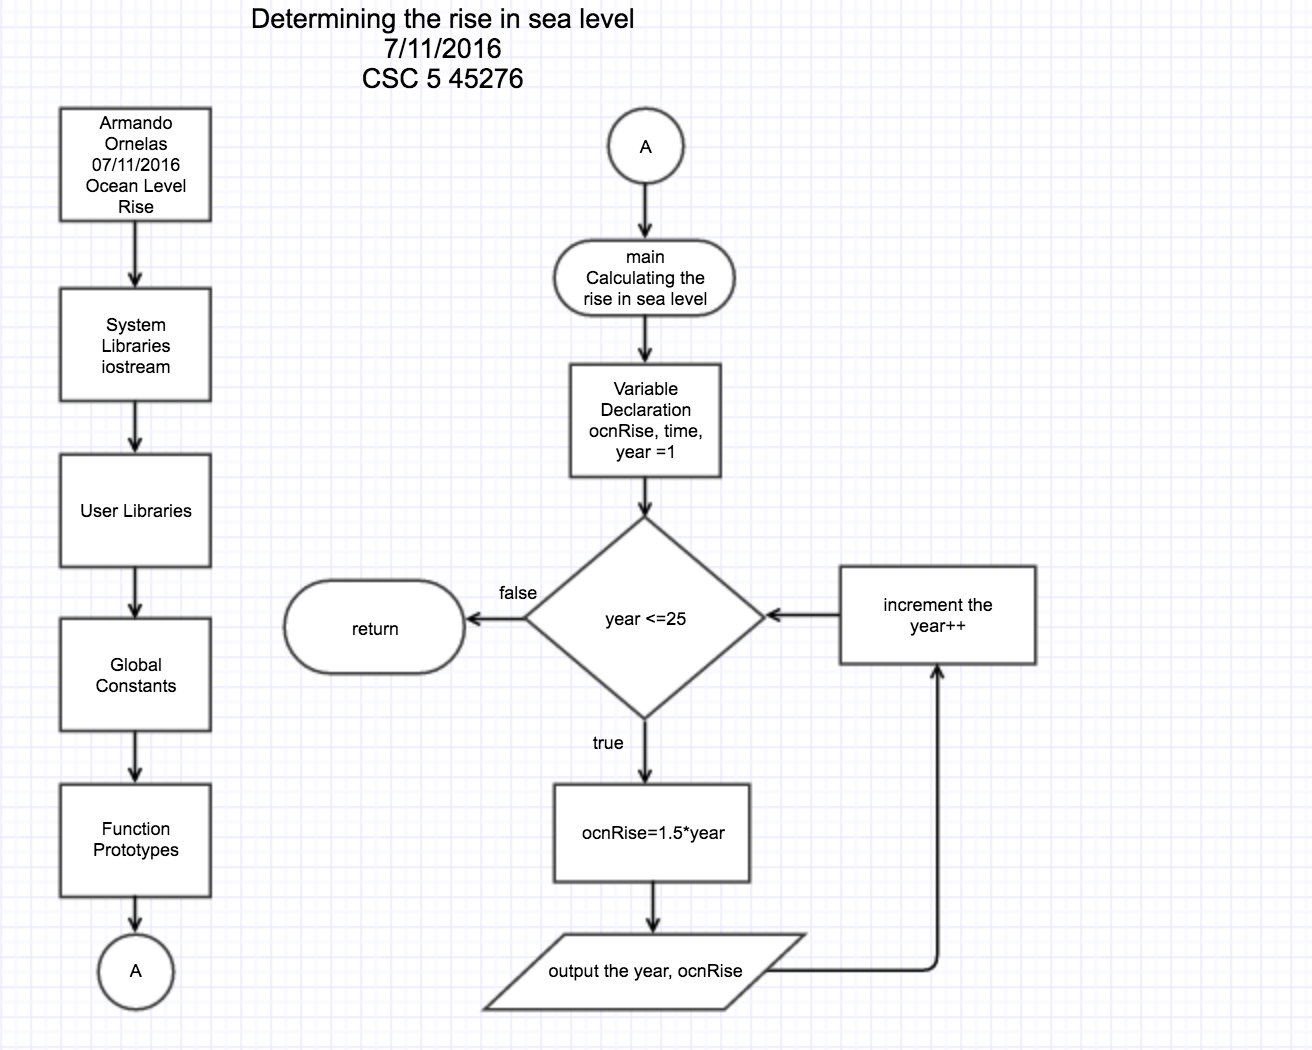 Determining the rise in sea level
7/11/2016
CSC 5 45276
Armando
Ornelas
07/11/2016
Ocean Level
Rise
System
Libraries
iostream
User Libraries
Global
Constants
Function
Prototypes
A
A
main
Calculating the
rise in sea level
Variable
Declaration
ocnRise, time,
year =1
year <=25
false
return
true
ocnRise=1.5*year
output the year, ocnRise
increment the
year++